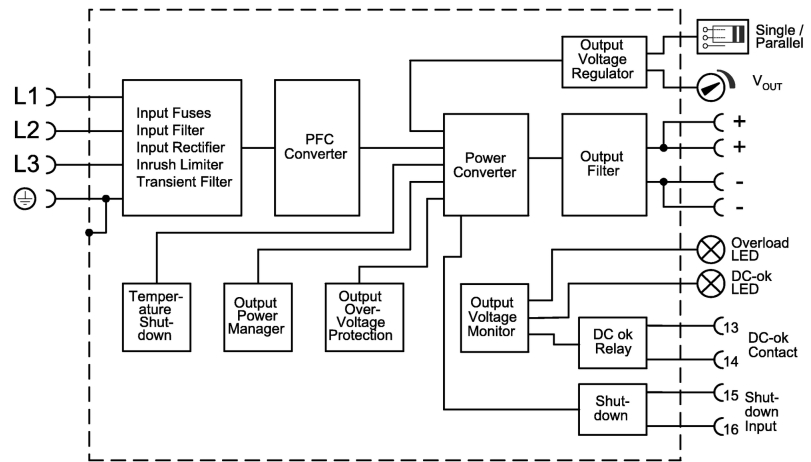 Single /
Parallel
Output
Voltage
Regulator
VOUT
L1
L2
L3
Input Fuses
Input Filter
Input Rectifier
Inrush Limiter
Transient Filter
PFC
Converter
Power
Converter
Output
Filter
+
+
-
-
Overload
LED
DC-ok
LED
Temper-
ature
Shut-
down
Output
Power
Manager
Output
Over-
Voltage
Protection
Output
Voltage
Monitor
DC ok
Relay
13
14
DC-ok
Contact
Shut-
down
15
16
Shut-
down
Input